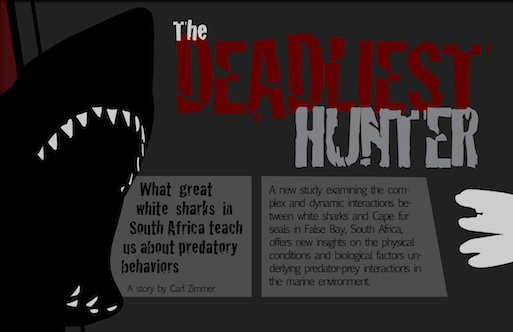 The
DEADLIEST
HUNTER
What great
white sharks in
South Africa teach
us about predatory
behaviors
A story by Carl Zimmer
A new study examining the com-
plex and dynamic interactions be-
tween white sharks and Cape fur
seals in False Bay, South Africa,
offers new insights on the physical
conditions and biological factors un-
derlying predator-prey interactions in
the marine environment.